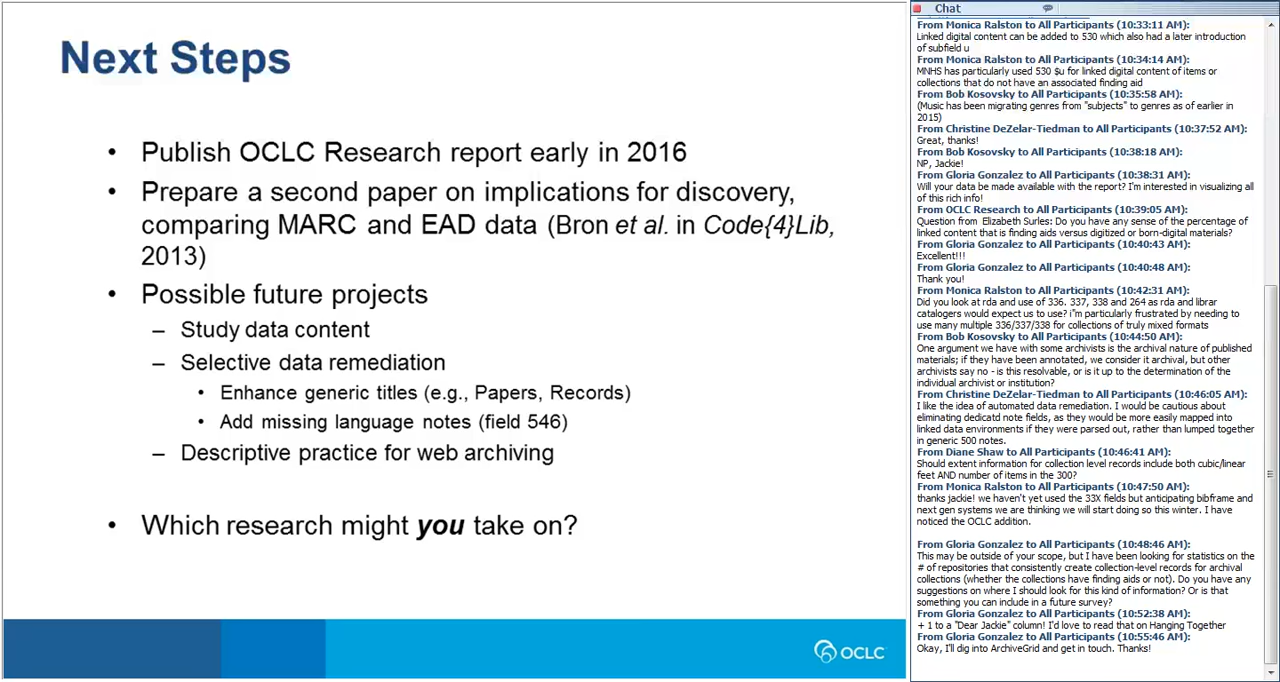 Next Steps
• Publish OCLC Research report early in 2016
• Prepare a second paper on implications for discovery,
comparing MARC and EAD data (Bron et al. in Code{4}Lib,
2013)
• Possible future projects
– Study data content
– Selective data remediation
• Enhance generic titles (e.g., Papers, Records)
• Add missing language notes (field 546)
– Descriptive practice for web archiving
• Which research might you take on?
OCLC
Chat
From Monica Ralston to All Participants (10:33:11 AM):
Linked digital content can be added to 530 which also had a later introduction
of subfield u
From Monica Ralston to All Participants (10:34:14 AM):
MNHS has particularly used 530 $u for linked digital content of items or
collections that do not have an associated finding aid
From Bob Kosovsky to All Participants (10:35:58 AM):
(Music has been migrating genres from "subjects" to genres as of earlier in
2015)
From Christine DeZelar-Tiedman to All Participants (10:37:52 AM):
Great, thanks!
From Bob Kosovsky to All Participants (10:38:18 AM):
NP, Jackie!
From Gloria Gonzalez to All Participants (10:38:31 AM):
Will your data be made available with the report? I'm interested in visualizing all
of this rich info!
From OCLC Research to All Participants (10:39:05 AM):
Question from Elizabeth Surles: Do you have any sense of the percentage of
linked content that is finding aids versus digitized or born-digital materials?
From Gloria Gonzalez to All Participants (10:40:43 AM):
Excellent!!!
From Gloria Gonzalez to All Participants (10:40:48 AM):
Thank you!
From Monica Ralston to All Participants (10:42:31 AM):
Did you look at rda and use of 336. 337, 338 and 264 as rda and librar
catalogers would expect us to use? i"m particularly frustrated by needing to
use many multiple 336/337/338 for collections of truly mixed formats
From Bob Kosovsky to All Participants (10:44:50 AM):
One argument we have with some archivists is the archival nature of published
materials; if they have been annotated, we consider it archival, but other
archivists say no - is this resolvable, or is it up to the determination of the
individual archivist or institution?
From Christine DeZelar-Tiedman to All Participants (10:46:05 AM):
I like the idea of automated data remediation. I would be cautious about
eliminating dedicatd note fields, as they would be more easily mapped into
linked data environments if they were parsed out, rather than lumped together
in generic 500 notes.
From Diane Shaw to All Participants (10:46:41 AM):
Should extent information for collection level records include both cubic/linear
feet AND number of items in the 300?
From Monica Ralston to All Participants (10:47:50 AM):
thanks jackie! we haven't yet used the 33X fields but anticipating bibframe and
next gen systems we are thinking we will start doing so this winter. I have
noticed the OCLC addition.
From Gloria Gonzalez to All Participants (10:48:46 AM):
This may be outside of your scope, but I have been looking for statistics on the
# of repositories that consistently create collection-level records for archival
collections (whether the collections have finding aids or not). Do you have any
suggestions on where I should look for this kind of information? Or is that
something you can include in a future survey?
From Gloria Gonzalez to All Participants (10:52:38 AM):
+ 1 to a "Dear Jackie" column! I'd love to read that on Hanging Together
From Gloria Gonzalez to All Participants (10:55:46 AM):
Okay, I'll dig into ArchiveGrid and get in touch. Thanks!